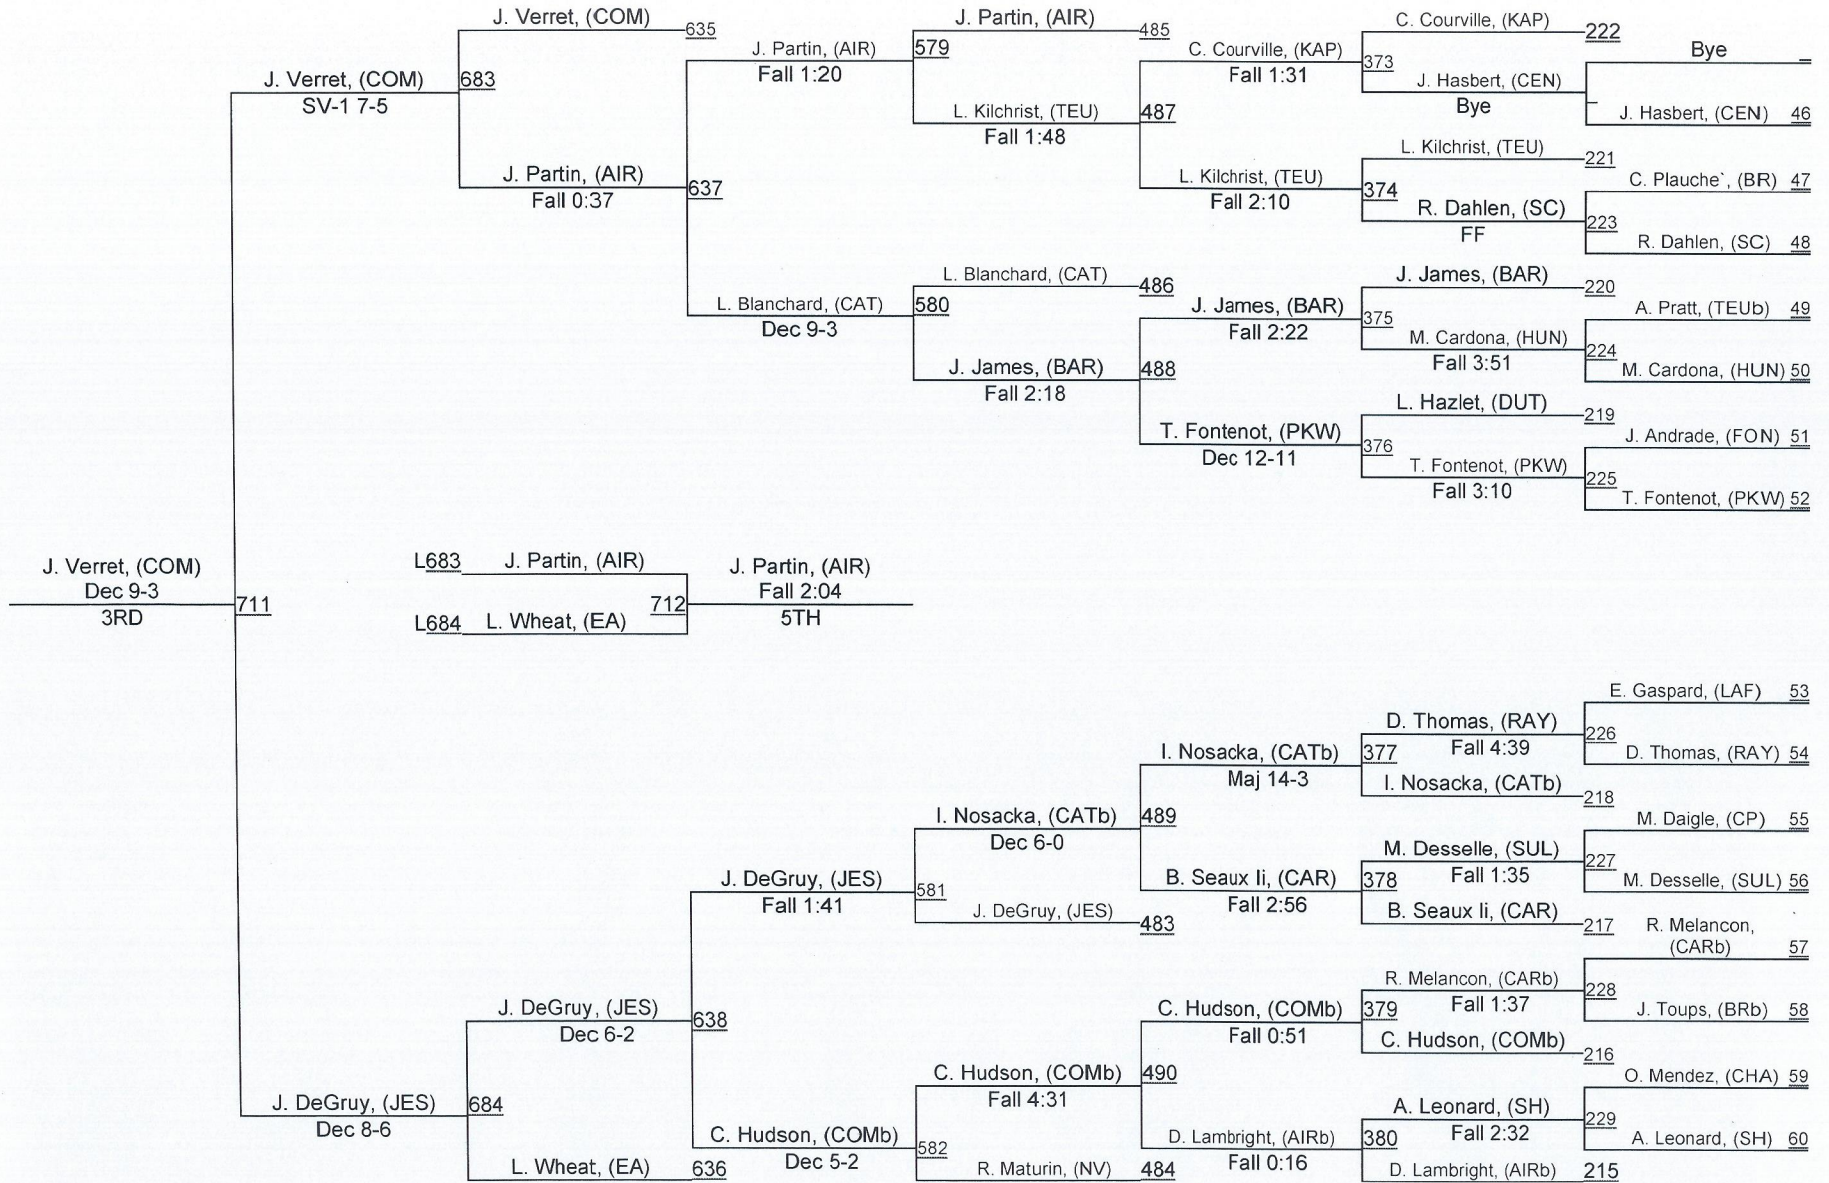 J. Verret, (COM)
635
J. Partin, (AIR)
485
C. Courville, (KAP)
222
Bye
J. Partin, (AIR)
579
Fall 1:20
C. Courville, (KAP)
373
Fall 1:31
J. Hasbert, (CEN)
Bye
J. Hasbert, (CEN) 46
J. Verret, (COM)
683
SV-1 7-5
L. Kilchrist, (TEU)
487
Fall 1:48
L. Kilchrist, (TEU)
221
C. Plauche`, (BR) 47
J. Partin, (AIR)
637
Fall 0:37
L. Kilchrist, (TEU)
374
Fall 2:10
R. Dahlen, (SC)
223
FF
R. Dahlen, (SC) 48
L. Blanchard, (CAT)
486
J. James, (BAR)
220
A. Pratt, (TEUb) 49
L. Blanchard, (CAT)
580
Dec 9-3
J. James, (BAR)
375
Fall 2:22
M. Cardona, (HUN)
224
Fall 3:51
M. Cardona, (HUN) 50
J. James, (BAR)
488
Fall 2:18
L. Hazlet, (DUT)
219
J. Andrade, (FON) 51
T. Fontenot, (PKW)
376
Dec 12-11
T. Fontenot, (PKW)
225
Fall 3:10
T. Fontenot, (PKW) 52
J. Verret, (COM)
Dec 9-3
711
3RD
L683
J. Partin, (AIR)
J. Partin, (AIR)
Fall 2:04
712
5TH
L684
L. Wheat, (EA)
E. Gaspard, (LAF) 53
D. Thomas, (RAY)
226
Fall 4:39
D. Thomas, (RAY) 54
I. Nosacka, (CATb)
377
Maj 14-3
I. Nosacka, (CATb)
218
M. Daigle, (CP) 55
I. Nosacka, (CATb)
489
Dec 6-0
M. Desselle, (SUL)
227
Fall 1:35
M. Desselle, (SUL) 56
J. DeGruy, (JES)
581
Fall 1:41
B. Seaux Ii, (CAR)
378
Fall 2:56
J. DeGruy, (JES)
483
B. Seaux Ii, (CAR)
217
R. Melancon,
(CARb) 57
R. Melancon, (CARb)
228
Fall 1:37
J. Toups, (BRb) 58
J. DeGruy, (JES)
638
Dec 6-2
C. Hudson, (COMb)
379
Fall 0:51
C. Hudson, (COMb)
216
C. Hudson, (COMb)
490
Fall 4:31
O. Mendez, (CHA) 59
J. DeGruy, (JES)
684
Dec 8-6
A. Leonard, (SH)
229
Fall 2:32
A. Leonard, (SH) 60
C. Hudson, (COMb)
582
Dec 5-2
D. Lambright, (AIRb)
380
Fall 0:16
L. Wheat, (EA)
636
R. Maturin, (NV)
484
D. Lambright, (AIRb)
215